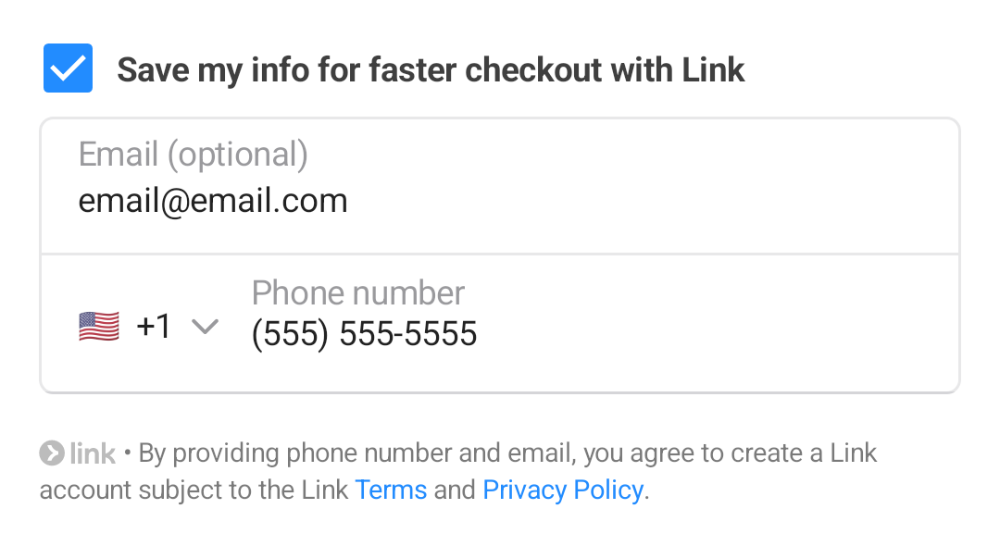 Save my info for faster checkout with Link
Email (optional)
email@email.com
Phone number
+1 (555) 555-5555
link • By providing phone number and email, you agree to create a Link
account subject to the Link Terms and Privacy Policy.